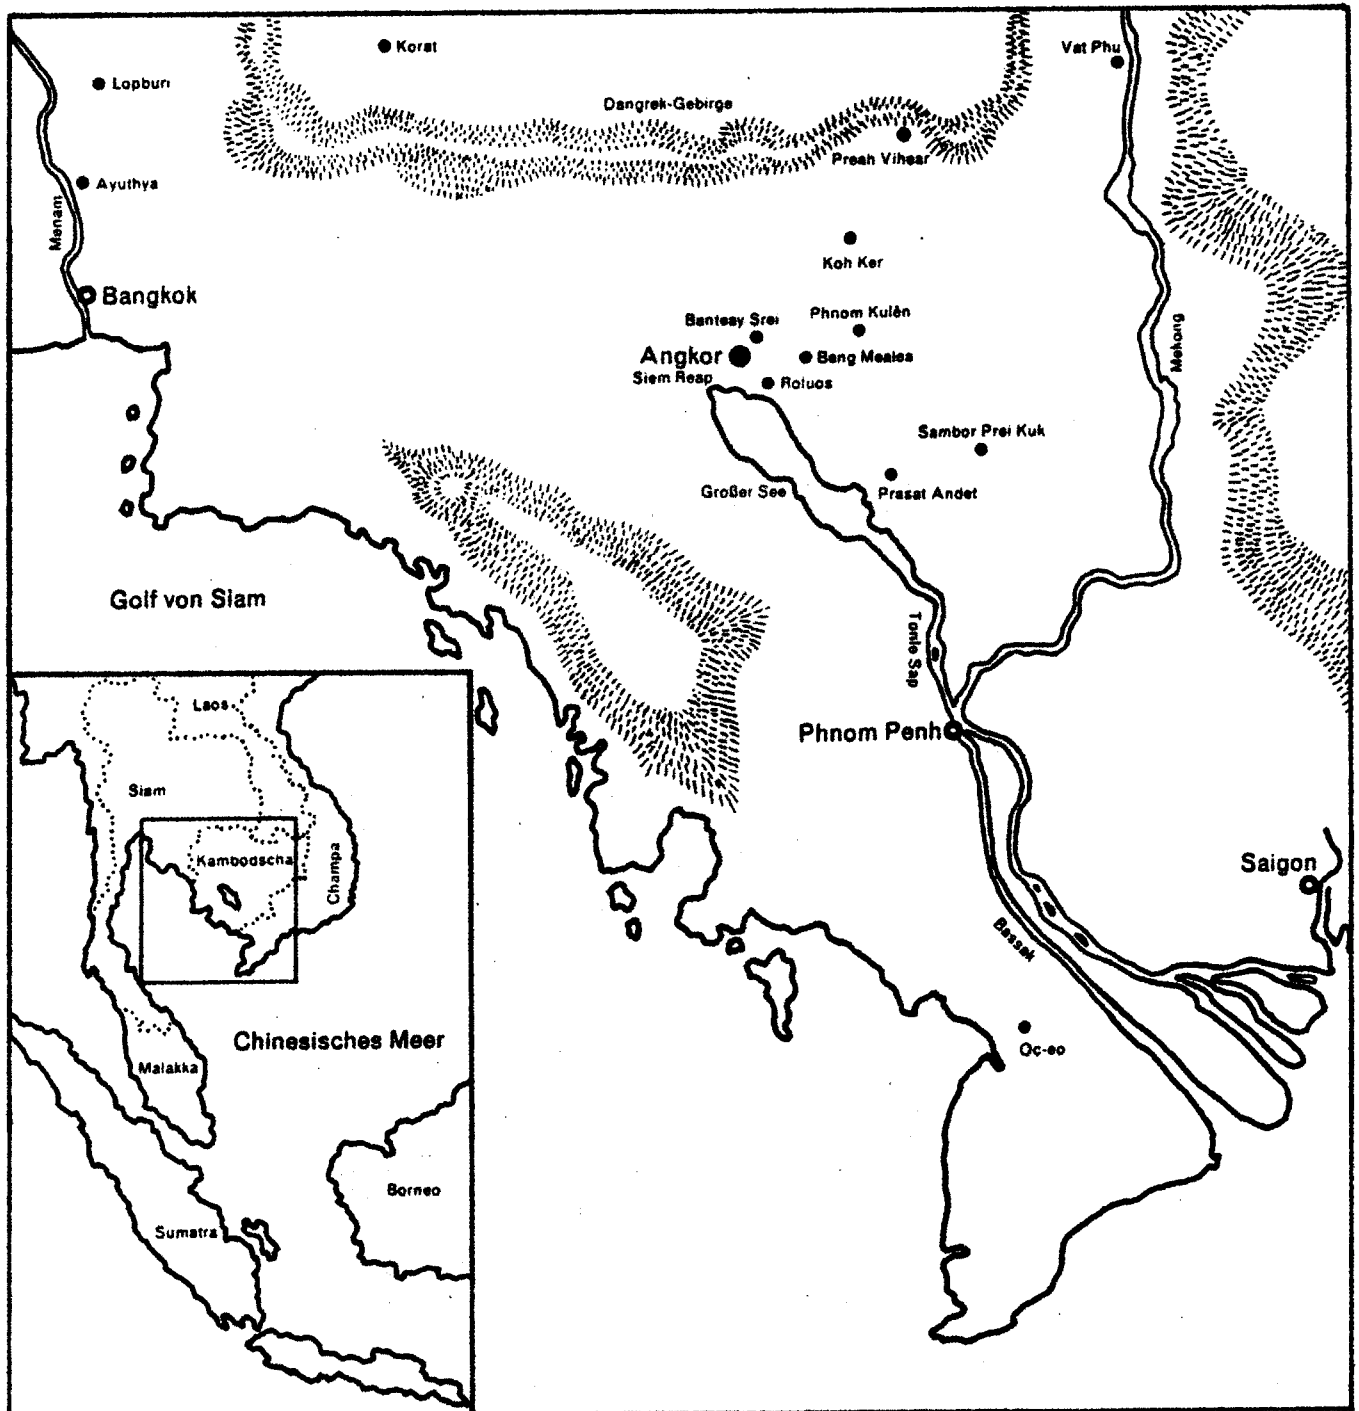 Korat
Vat Phu
Lopburi
Dangrek-Gebirge
Preah Vihear
Ayuthya
Menam
Koh Ker
Bangkok
Phnom Kulên
Banteay Srei
Mekong
Angkor
Beng Mealea
Siem Reap
Roluos
Sambor Prei Kuk
Großer See
Prasat Andet
Golf von Siam
Tonle Sap
Phnom Penh
Saigon
Bassak
Oc-eo
Laos
Siam
Kambodscha
Champa
Chinesisches Meer
Malakka
Borneo
Sumatra